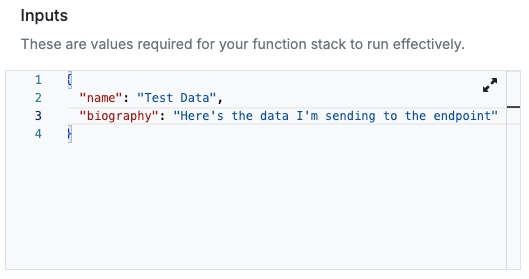 Inputs
These are values required for your function stack to run effectively.
1 {
2 "name": "Test Data",
3 "biography": "Here's the data I'm sending to the endpoint"
4 }